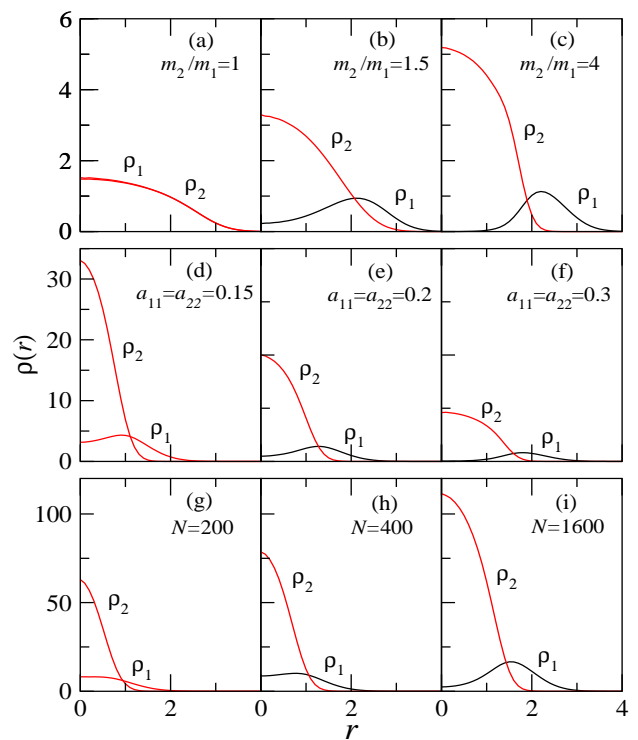 6
4
2
0
(a)
m2/m1=1
ρ1
ρ2
(b)
m2/m1=1.5
ρ2
ρ1
(c)
m2/m1=4
ρ2
ρ1
ρ(r)
30
20
10
0
(d)
a11=a22=0.15
ρ2
ρ1
(e)
a11=a22=0.2
ρ2
ρ1
(f)
a11=a22=0.3
ρ2
ρ1
100
50
0
(g)
N=200
ρ2
ρ1
(h)
N=400
ρ2
ρ1
(i)
N=1600
ρ2
ρ1
0 2 0 2 0 2 4
r